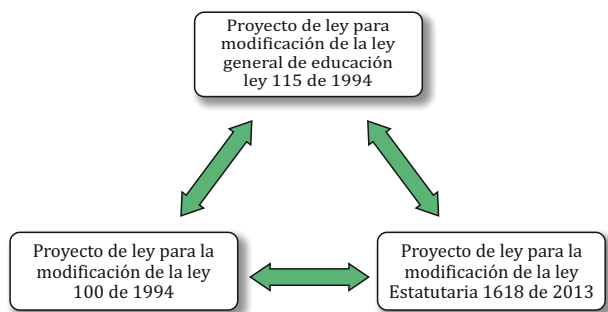 Proyecto de ley para
modificación de la ley
general de educación
ley 115 de 1994
Proyecto de ley para la
modificación de la ley
100 de 1994
Proyecto de ley para la
modificación de la ley
Estatutaria 1618 de 2013